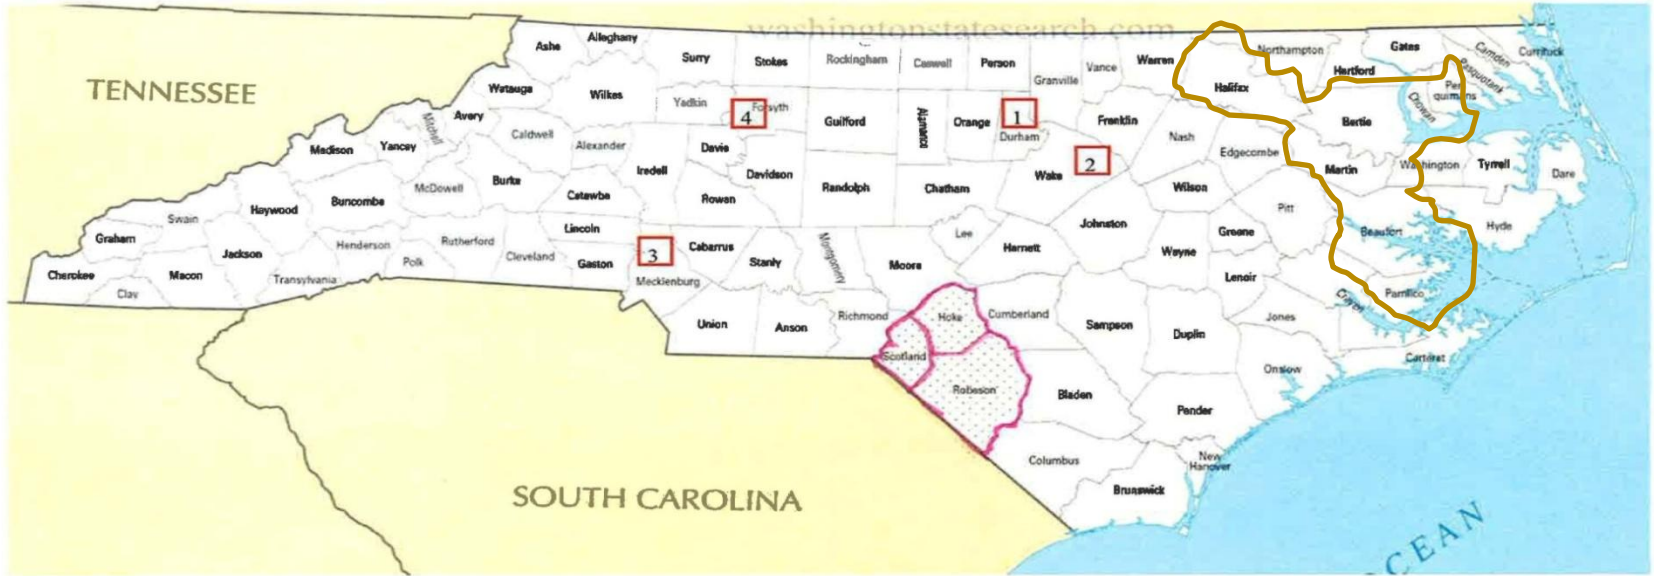 washingtonstatesearch.com
TENNESSEE
Ashe
Alleghany
Surry
Stokes
Rockingham
Caswell
Person
Granville
Vance
Warren
Halifax
Northampton
Hertford
Gates
Camden
Currituck
Pasquotank
Per
quimans
Chowan
Watauga
Wilkes
Yadkin
4
Forsyth
Guilford
Alamance
Orange
1
Durham
Franklin
Nash
Edgecombe
Bertie
Martin
Washington
Tyrrell
Dare
Avery
Mitchell
Caldwell
Alexander
Madison
Yancey
McDowell
Burke
Iredell
Davie
Davidson
Randolph
Chatham
Wake
2
Wilson
Pitt
Beaufort
Hyde
Catawba
Rowan
Buncombe
Haywood
Swain
Graham
Cherokee
Clay
Macon
Jackson
Transylvania
Henderson
Polk
Rutherford
Cleveland
Lincoln
Gaston
3
Mecklenburg
Cabarrus
Stanly
Montgomery
Moore
Lee
Harnett
Johnston
Wayne
Greene
Lenoir
Craven
Pamlico
Jones
Union
Anson
Richmond
Scotland
Hoke
Cumberland
Sampson
Duplin
Onslow
Carteret
Robeson
Bladen
Pender
Columbus
New
Hanover
Brunswick
SOUTH CAROLINA
CEAN